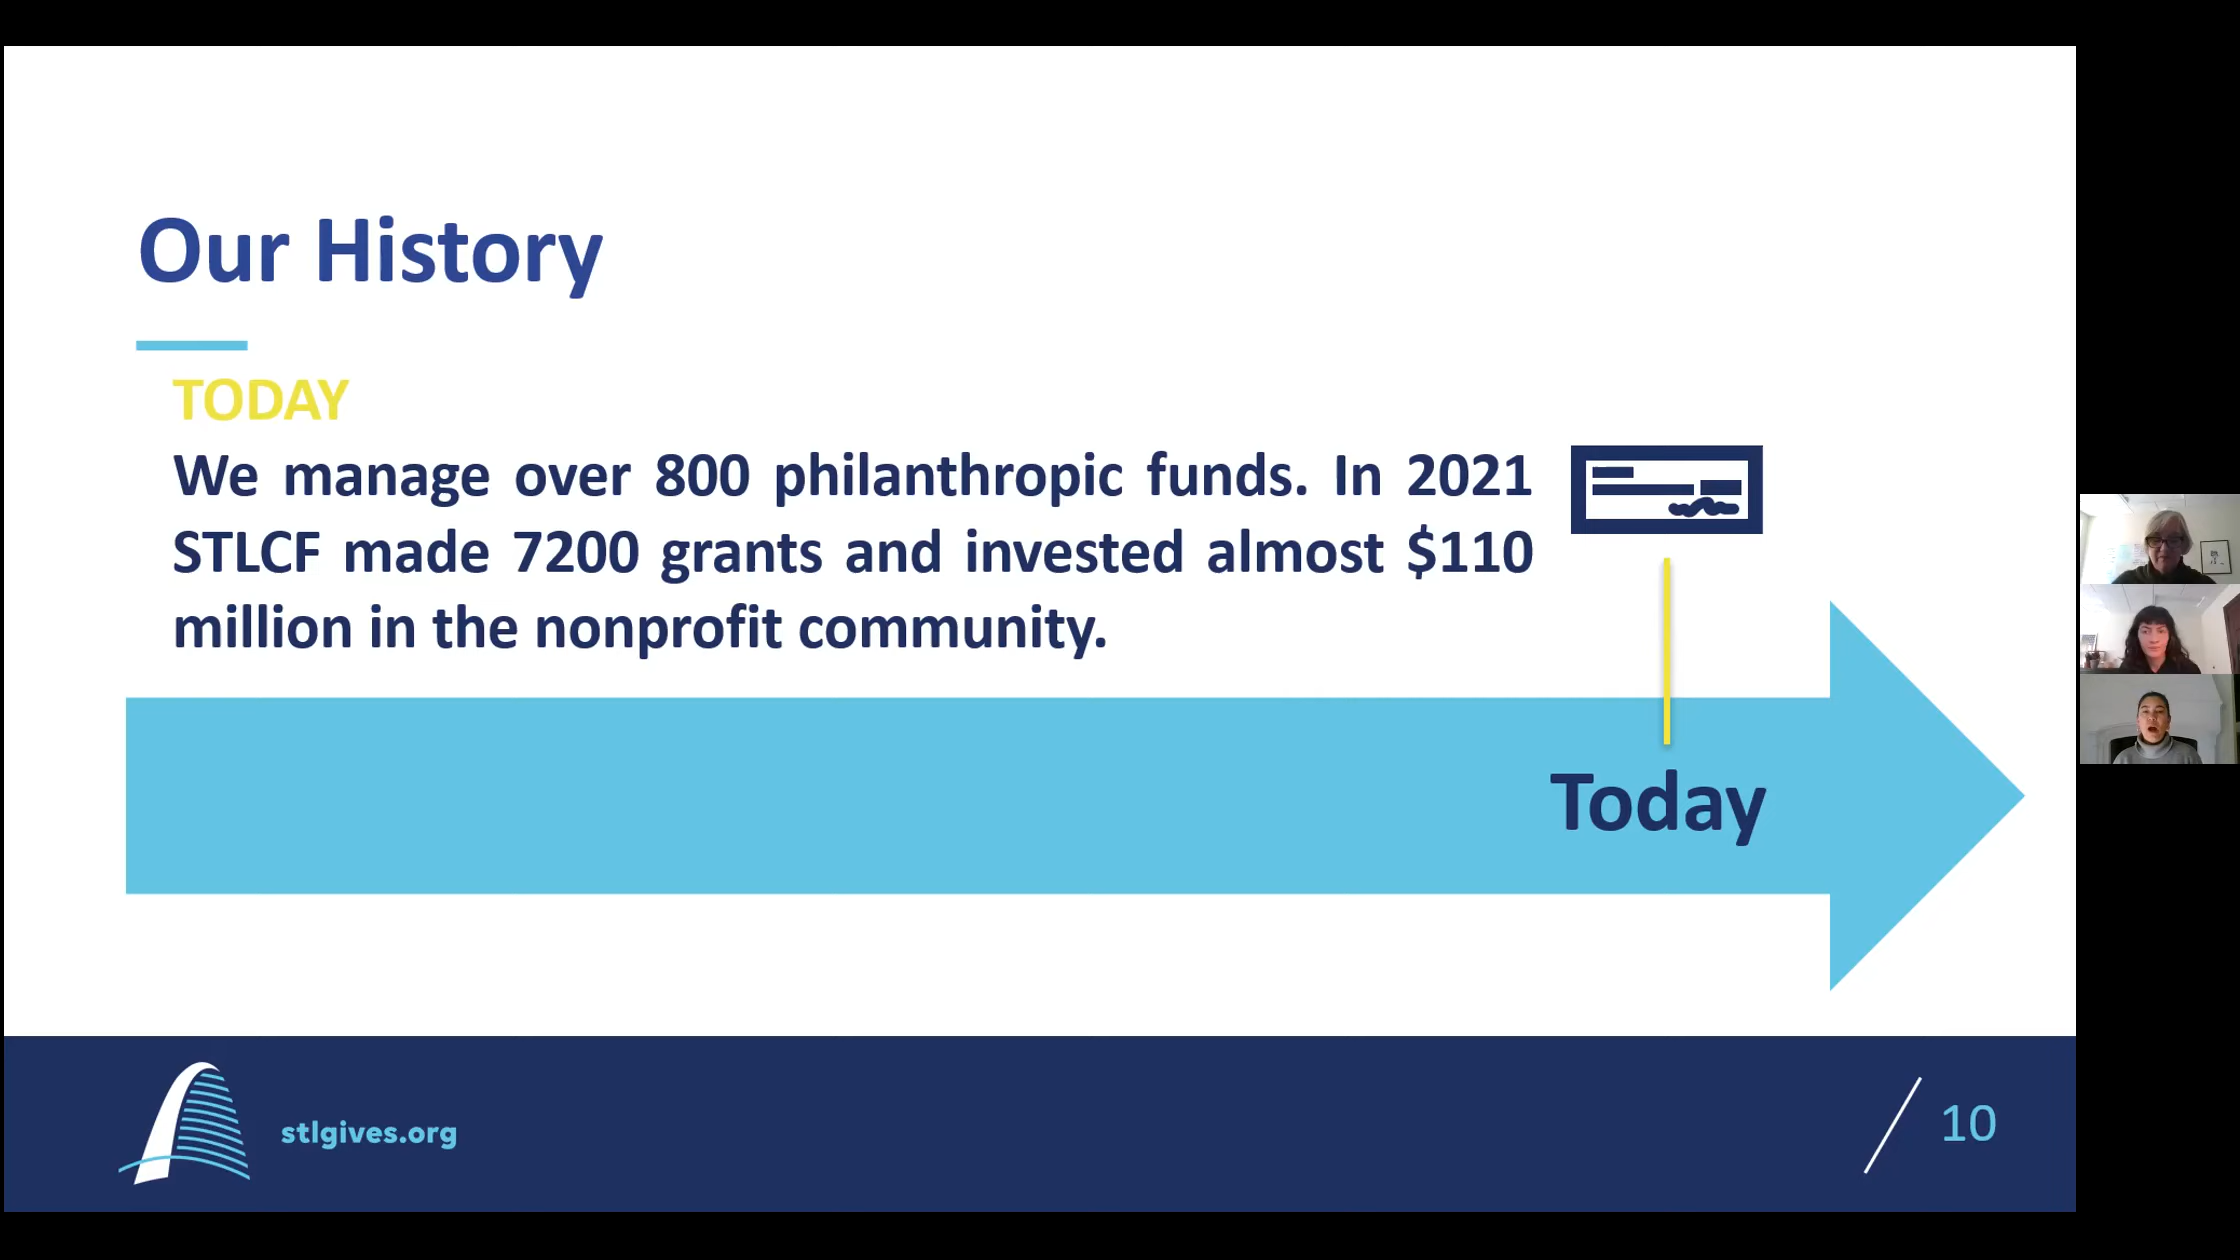 Our History
TODAY
We manage over 800 philanthropic funds. In 2021
STLCF made 7200 grants and invested almost $110
million in the nonprofit community.
Today
stlgives.org
10